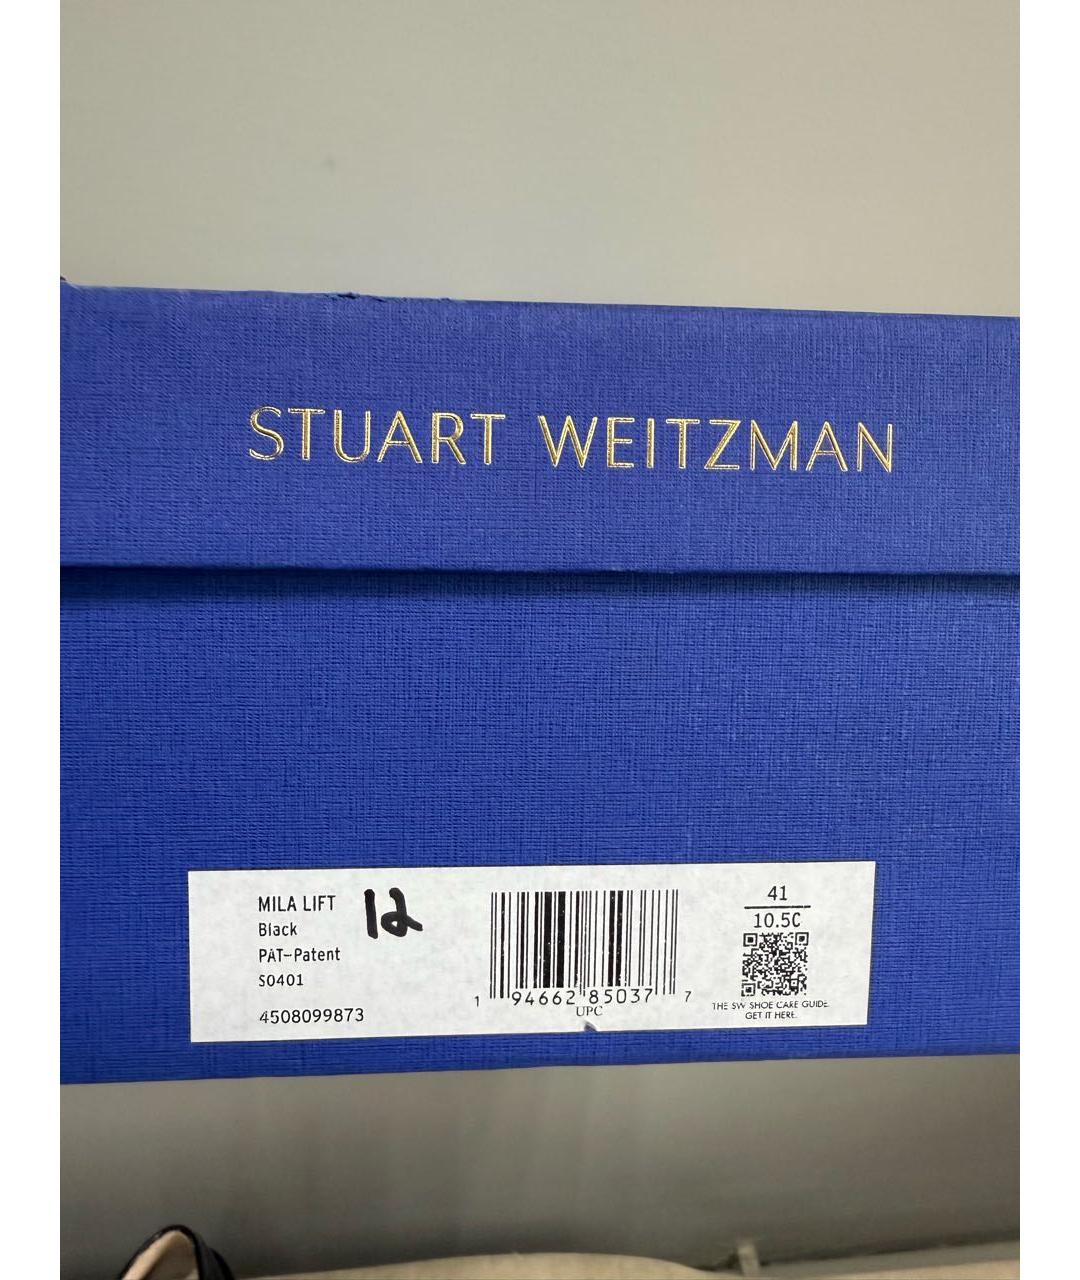 STUART WEITZMAN
MILA LIFT
Black
PAT-Patent
S0401
4508099873
12
1 94662 85037 7
UPC
41
10.5C
THE SW SHOE CARE GUIDE.
GET IT HERE.